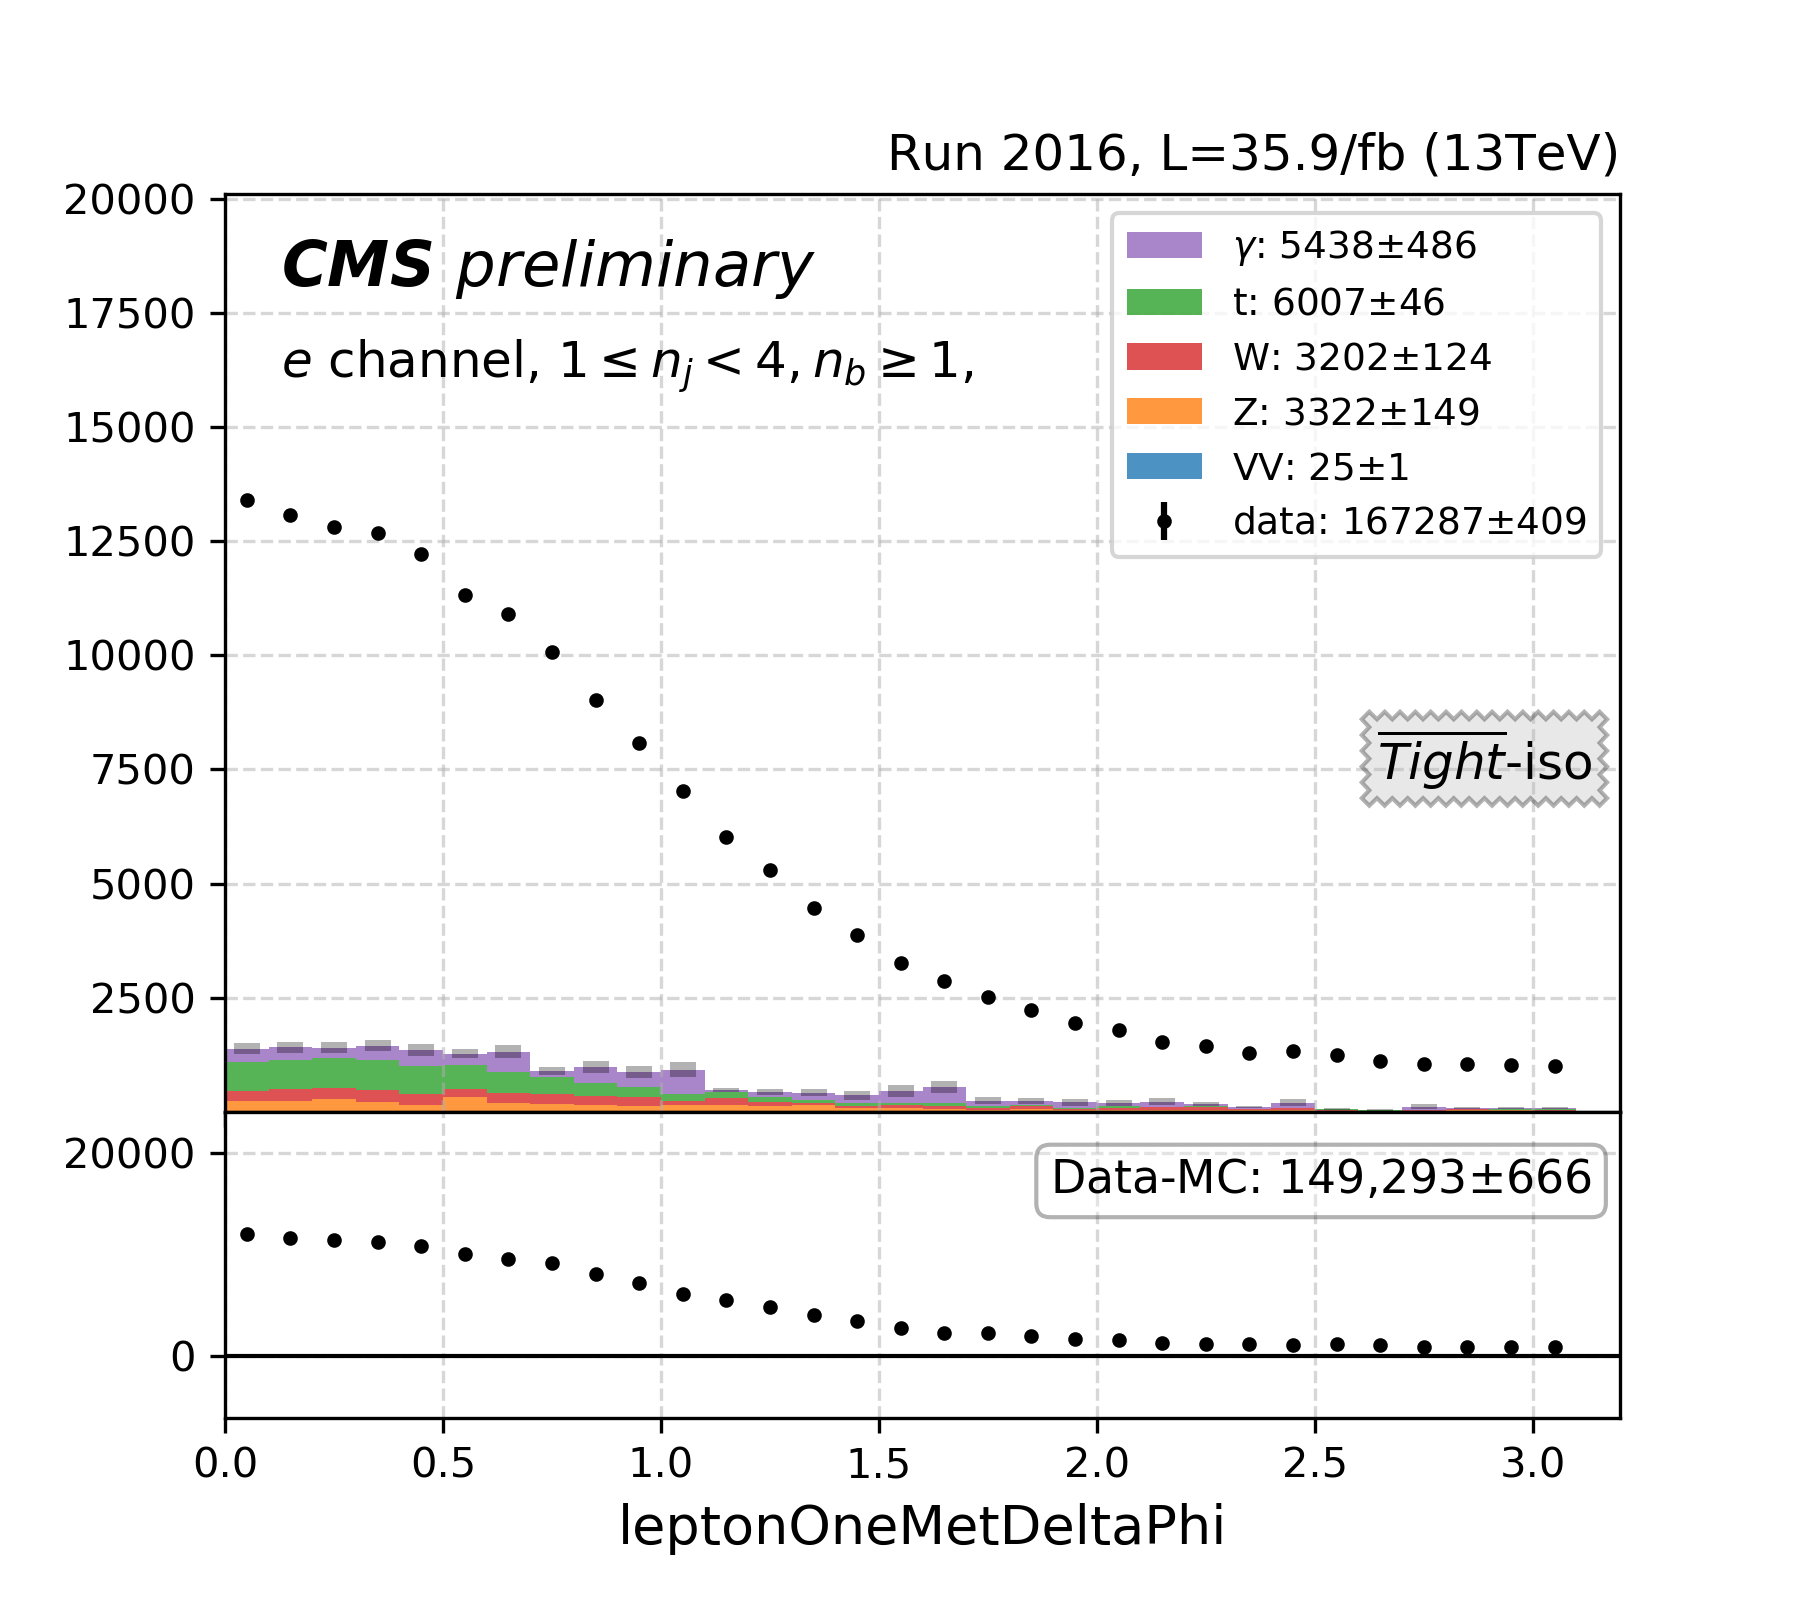 Run 2016, L=35.9/fb (13TeV)
20000
17500
15000
12500
10000
7500
5000
2500
CMS preliminary
e channel, 1 ≤ n_j < 4, n_b ≥ 1,
γ: 5438±486
t: 6007±46
W: 3202±124
Z: 3322±149
VV: 25±1
data: 167287±409
T̅i̅g̅h̅t̅-iso
20000
0
Data-MC: 149,293±666
0.0 0.5 1.0 1.5 2.0 2.5 3.0
leptonOneMetDeltaPhi